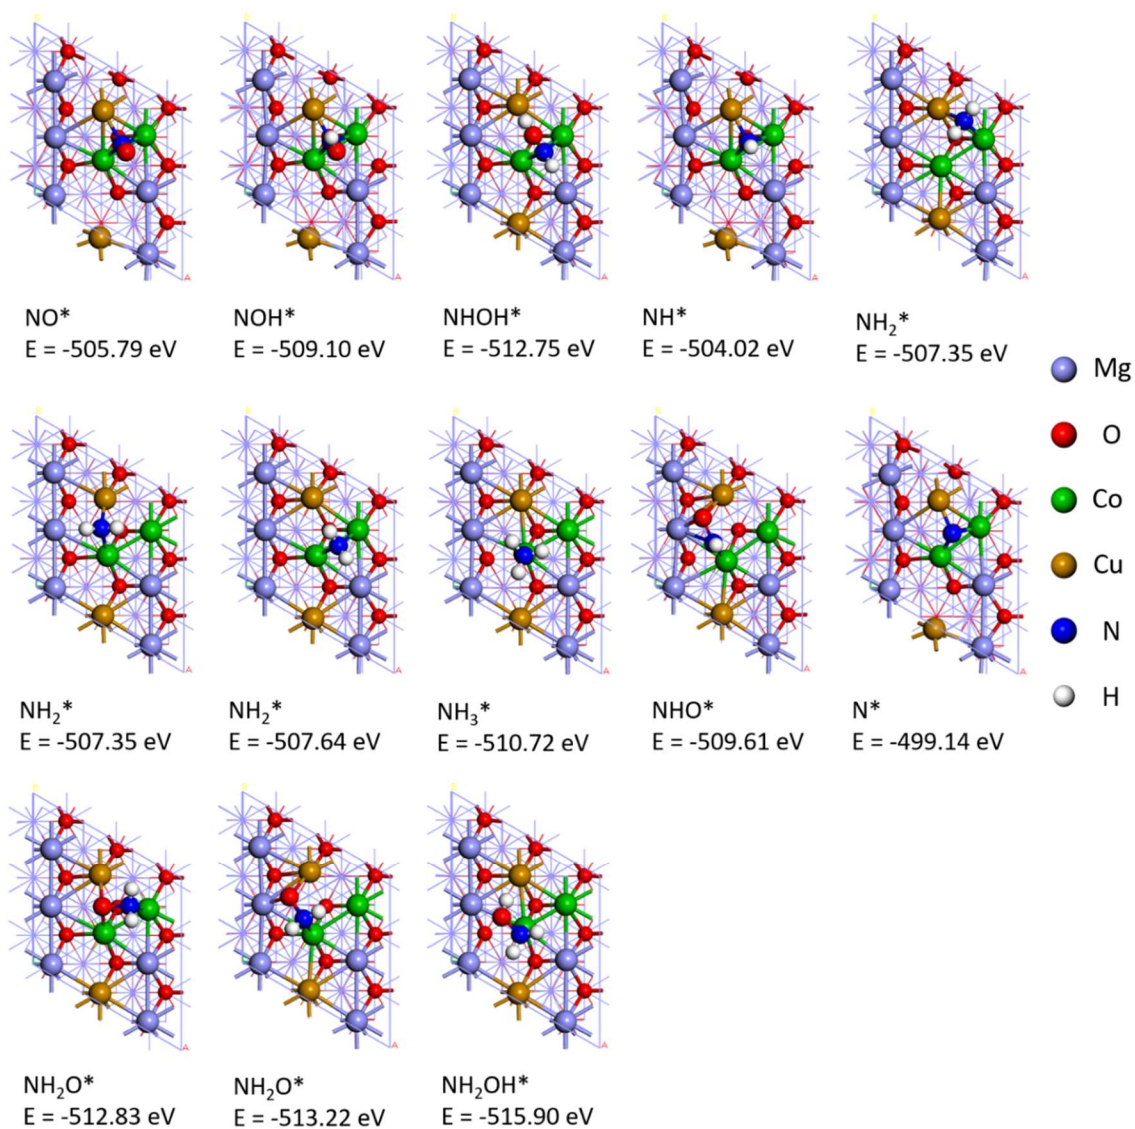 NO*
E = -505.79 eV
NOH*
E = -509.10 eV
NHOH*
E = -512.75 eV
NH*
E = -504.02 eV
NH₂*
E = -507.35 eV
Mg
O
Co
Cu
N
H
NH₂*
E = -507.35 eV
NH₂*
E = -507.64 eV
NH₃*
E = -510.72 eV
NHO*
E = -509.61 eV
N*
E = -499.14 eV
NH₂O*
E = -512.83 eV
NH₂O*
E = -513.22 eV
NH₂OH*
E = -515.90 eV